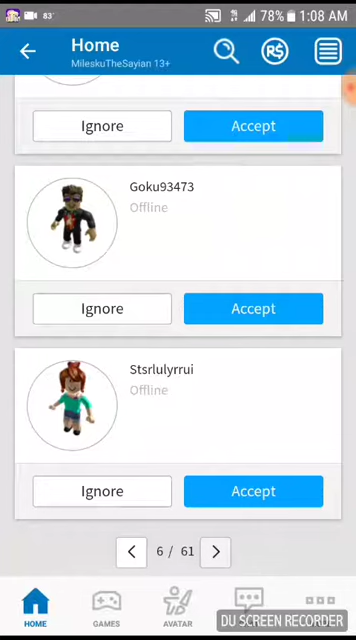 83°
78% 1:08 AM
Home
MileskuTheSayian 13+
R$
Ignore
Accept
Goku93473
Offline
Ignore
Accept
Stsrlulyrrui
Offline
Ignore
Accept
6 / 61
HOME
GAMES
AVATAR
DU SCREEN RECORDER